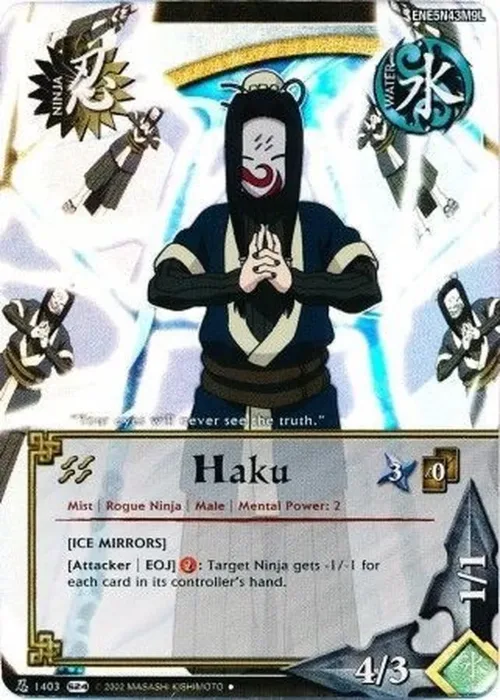 ENE5N43M9L
NINJA
忍
WATER
水
"Your eyes will never see the truth."
Haku
3
0
Mist | Rogue Ninja | Male | Mental Power: 2
[ICE MIRRORS]
[Attacker | EOJ] 2: Target Ninja gets -1/-1 for
each card in its controller's hand.
1/1
4/3
1403 S24 © 2002 MASASHI KISHIMOTO